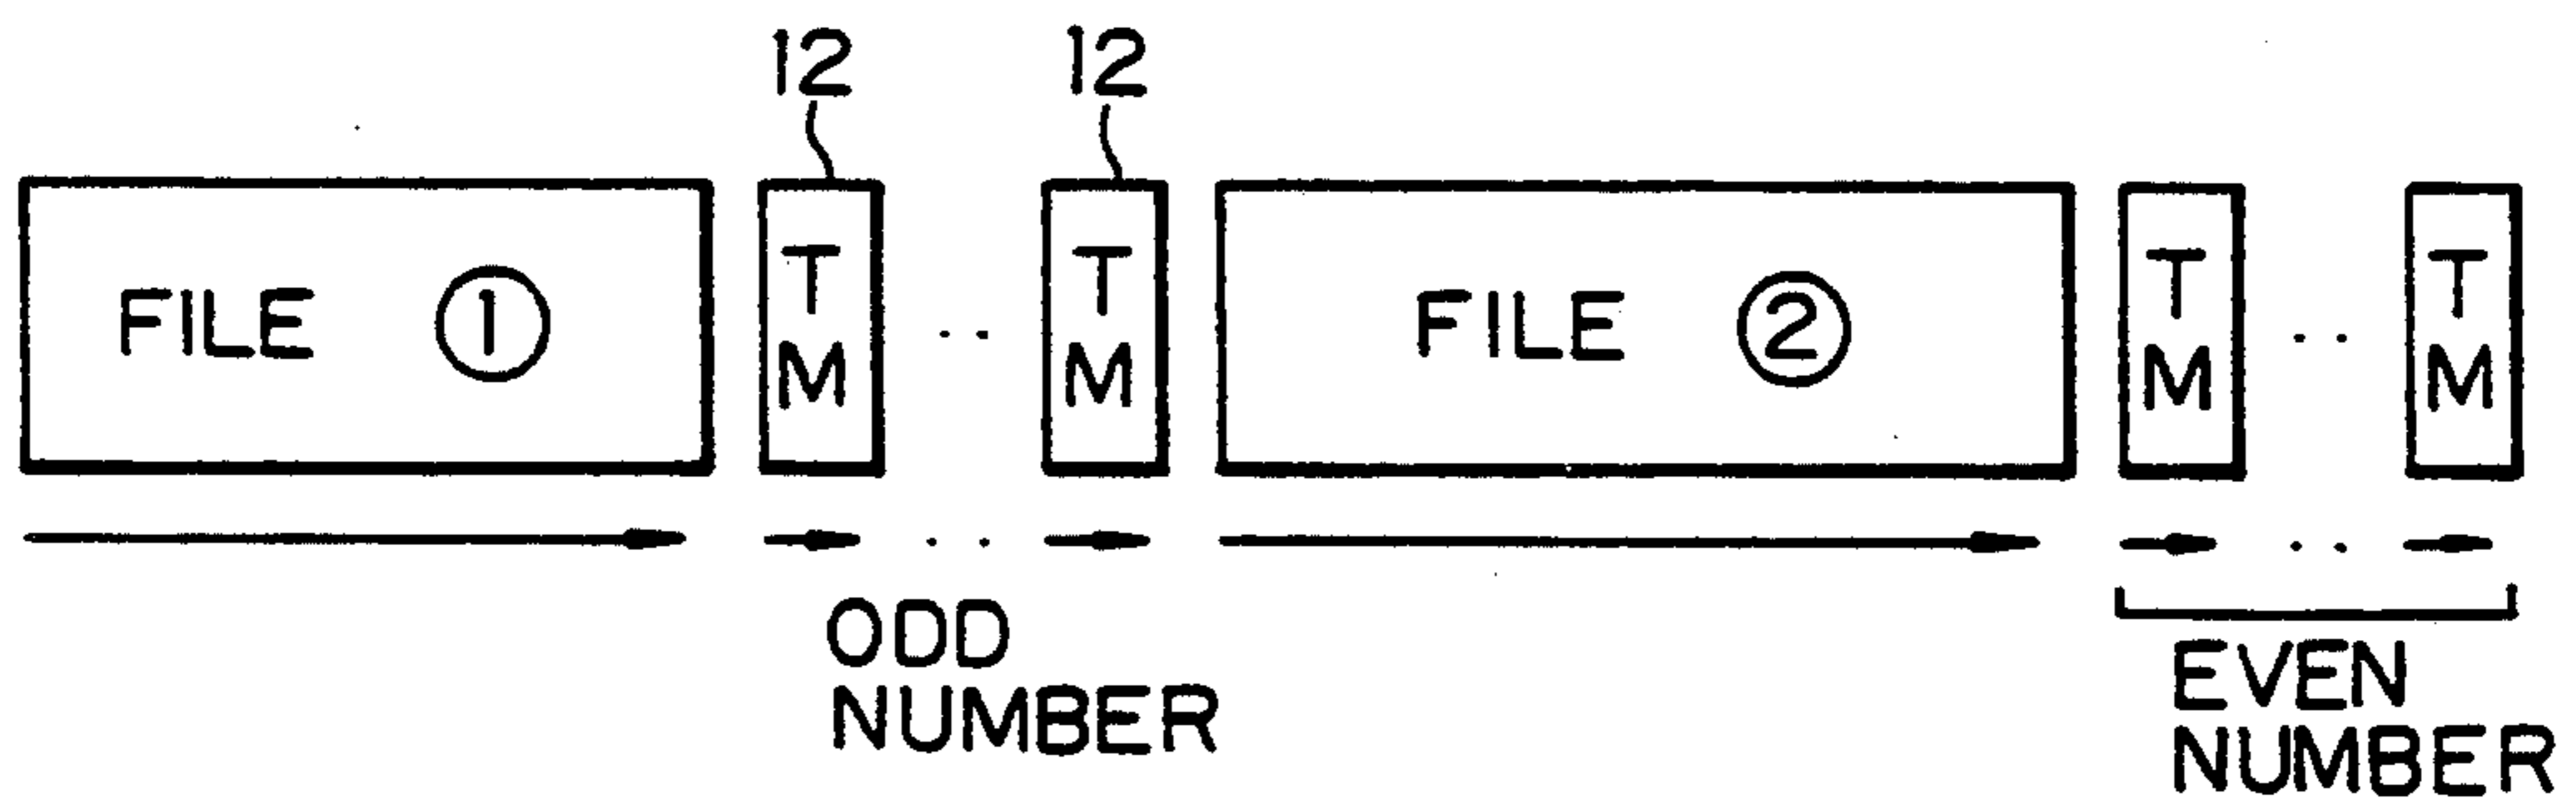 12 12
FILE ① T M .. T M FILE ② T M .. T M
ODD
NUMBER
EVEN
NUMBER